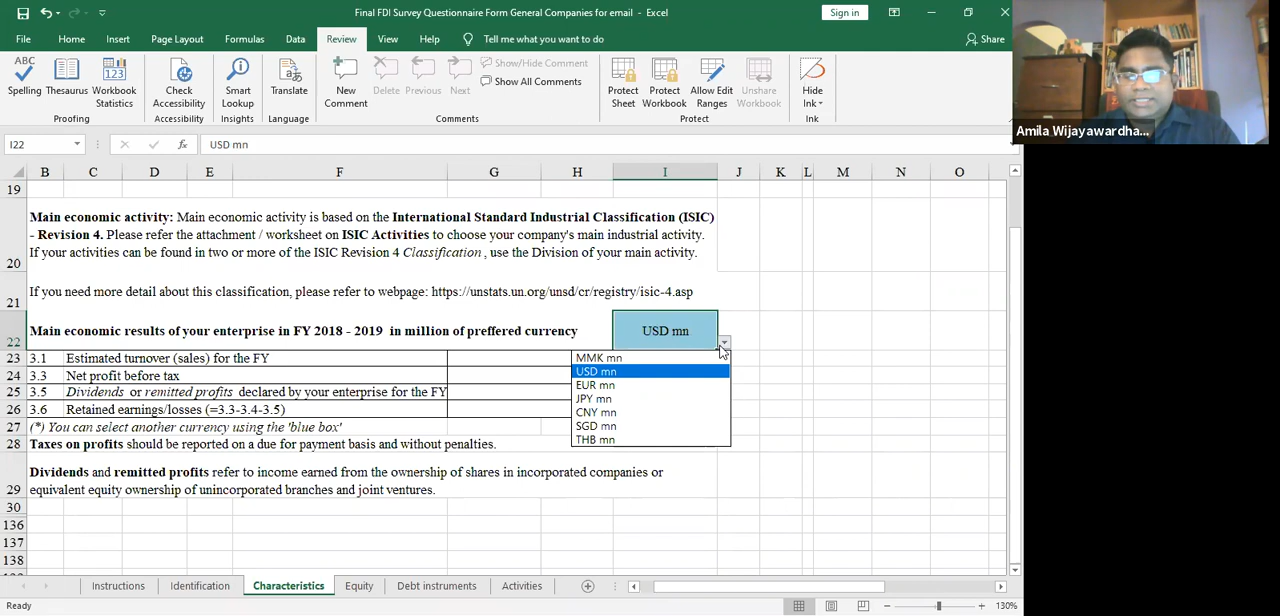 Final FDI Survey Questionnaire Form General Companies for email - Excel
Sign in
File Home Insert Page Layout Formulas Data Review View Help Tell me what you want to do Share
ABC
Spelling Thesaurus Workbook Statistics
Check Accessibility
Smart Lookup
Translate
New Comment
Delete Previous Next
Show/Hide Comment
Show All Comments
Protect Sheet
Protect Workbook
Allow Edit Ranges
Unshare Workbook
Hide Ink
Proofing Accessibility Insights Language Comments Protect Ink
Amila Wijayawardha...
I22 fx USD mn
B C D E F G H I J K L M N O
19
20 Main economic activity: Main economic activity is based on the International Standard Industrial Classification (ISIC)
- Revision 4. Please refer the attachment / worksheet on ISIC Activities to choose your company's main industrial activity.
If your activities can be found in two or more of the ISIC Revision 4 Classification , use the Division of your main activity.
21 If you need more detail about this classification, please refer to webpage: https://unstats.un.org/unsd/cr/registry/isic-4.asp
22 Main economic results of your enterprise in FY 2018 - 2019 in million of preffered currency USD mn
23 3.1 Estimated turnover (sales) for the FY
24 3.3 Net profit before tax
25 3.5 Dividends or remitted profits declared by your enterprise for the FY
26 3.6 Retained earnings/losses (=3.3-3.4-3.5)
27 (*) You can select another currency using the 'blue box'
28 Taxes on profits should be reported on a due for payment basis and without penalties.
29 Dividends and remitted profits refer to income earned from the ownership of shares in incorporated companies or
equivalent equity ownership of unincorporated branches and joint ventures.
30
136
137
138
MMK mn
USD mn
EUR mn
JPY mn
CNY mn
SGD mn
THB mn
Instructions Identification Characteristics Equity Debt instruments Activities
Ready
130%